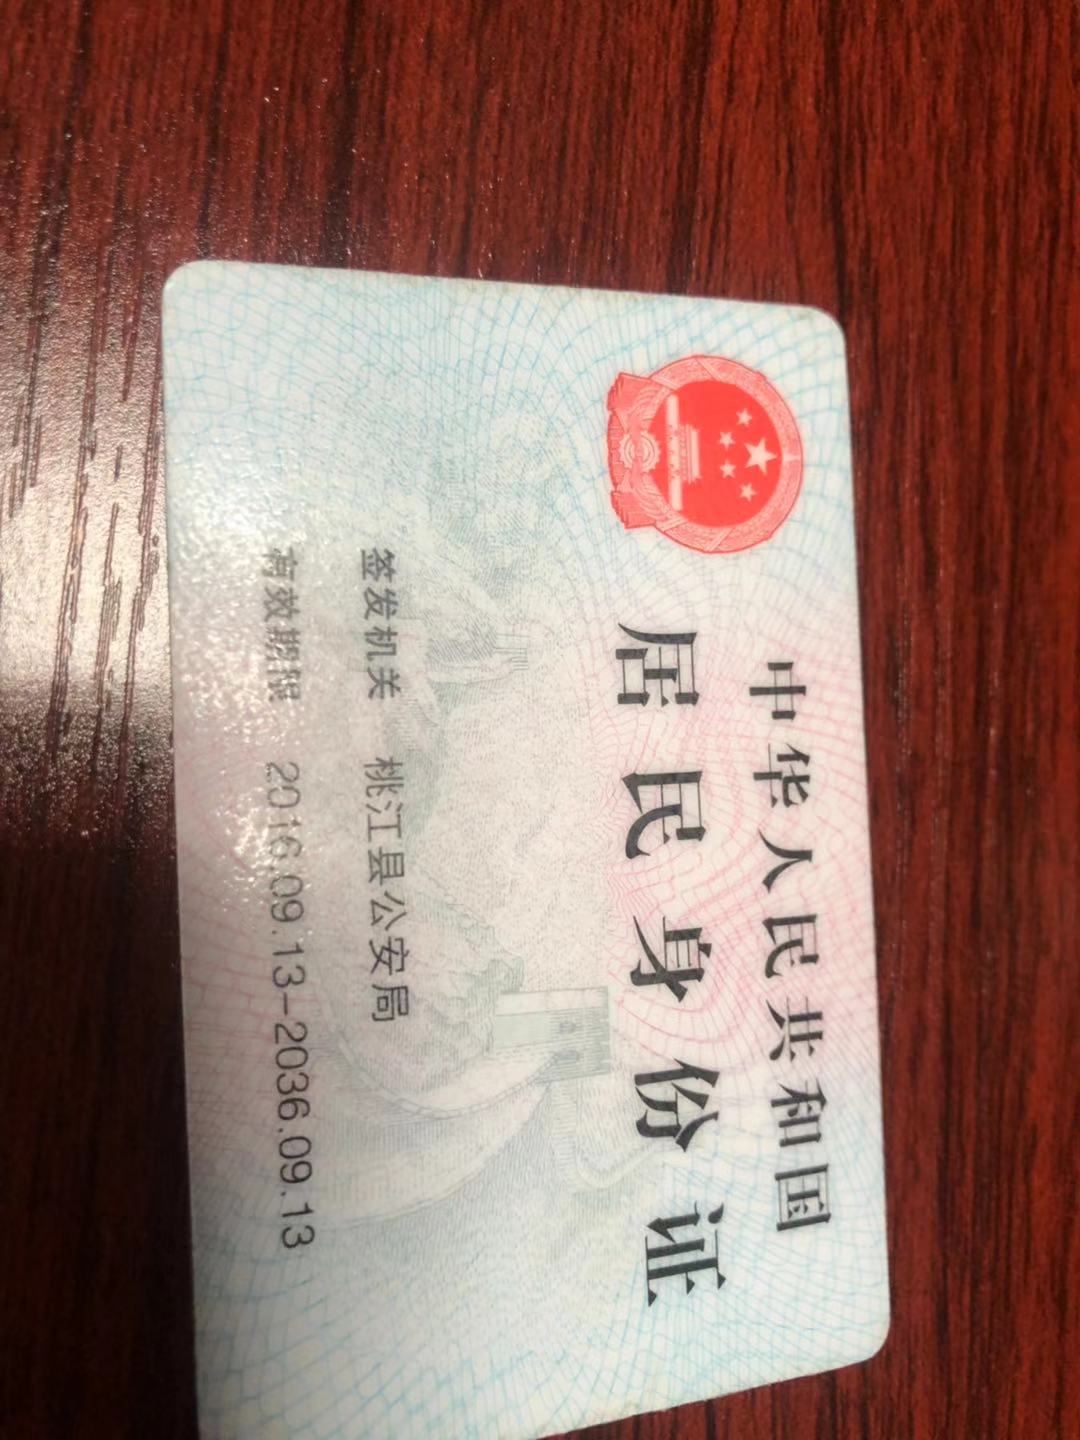 中华人民共和国
居民身份证
签发机关 桃江县公安局
有效期限 2016.09.13-2036.09.13